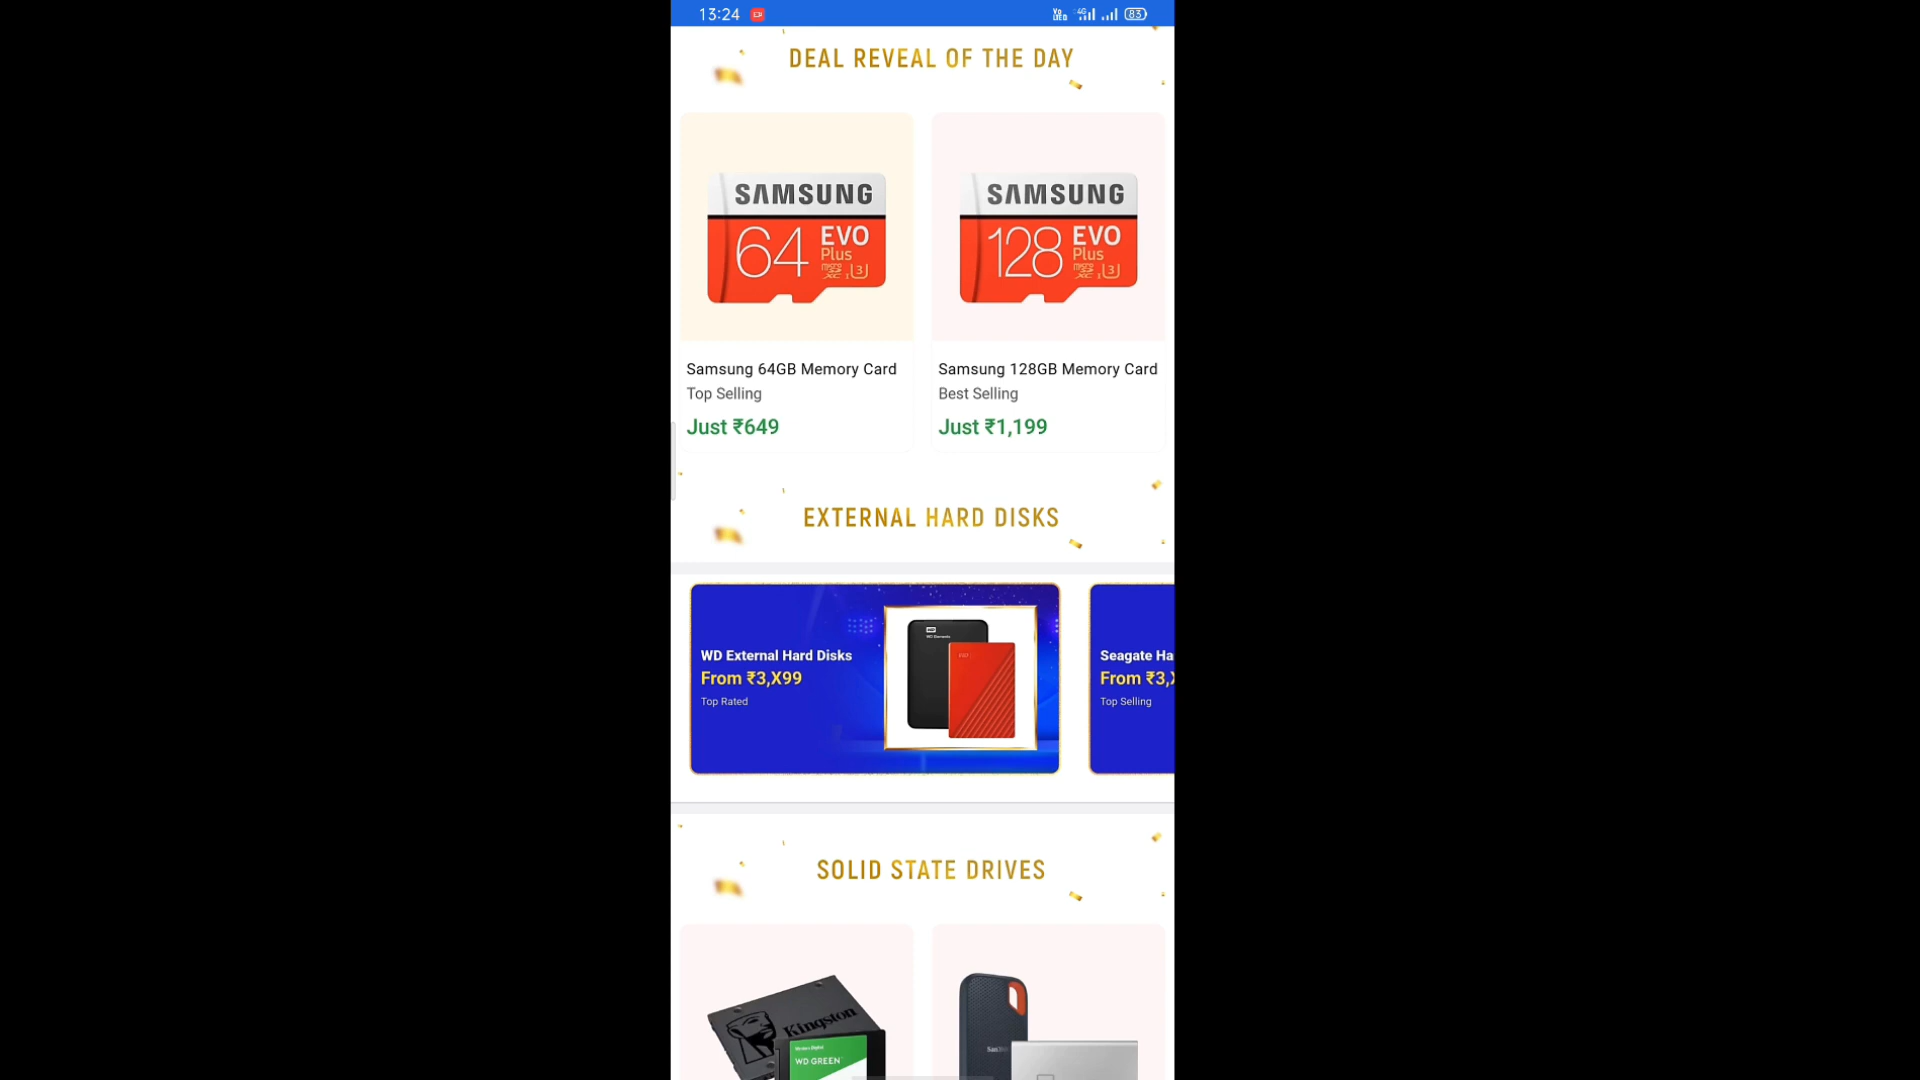 13:24
83
DEAL REVEAL OF THE DAY
SAMSUNG
64 EVO
Plus
SAMSUNG
128 EVO
Plus
Samsung 64GB Memory Card
Top Selling
Just ₹649
Samsung 128GB Memory Card
Best Selling
Just ₹1,199
EXTERNAL HARD DISKS
WD External Hard Disks
From ₹3,X99
Top Rated
Seagate Ha
From ₹3,X
Top Selling
SOLID STATE DRIVES
Kingston
WD GREEN
SanDisk